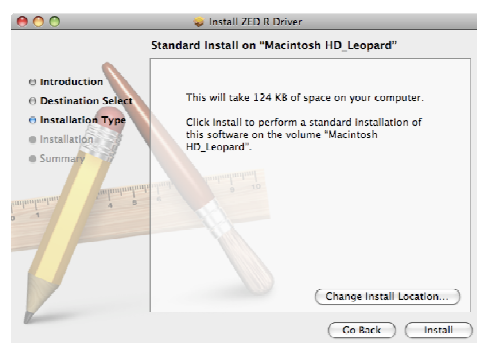 Install ZED R Driver
Standard Install on “Macintosh HD_Leopard”
Introduction
Destination Select
Installation Type
Installation
Summary
This will take 124 KB of space on your computer.
Click Install to perform a standard installation of
this software on the volume “Macintosh
HD_Leopard”.
Change Install Location...
Go Back
Install